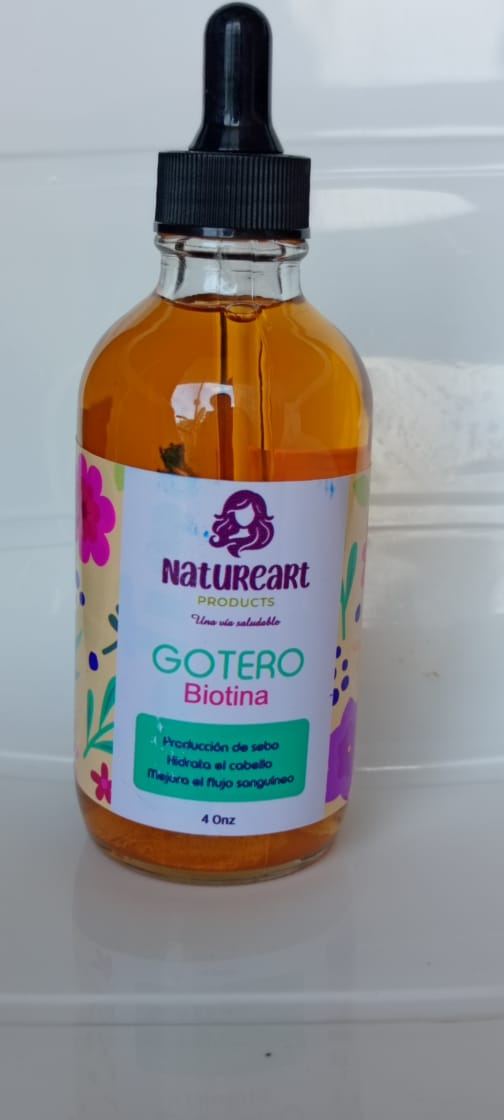 NATUREART
PRODUCTS
Una vía saludable
GOTERO
Biotina
Producción de sebo
Hidrata el cabello
Mejora el flujo sanguíneo
4 Onz